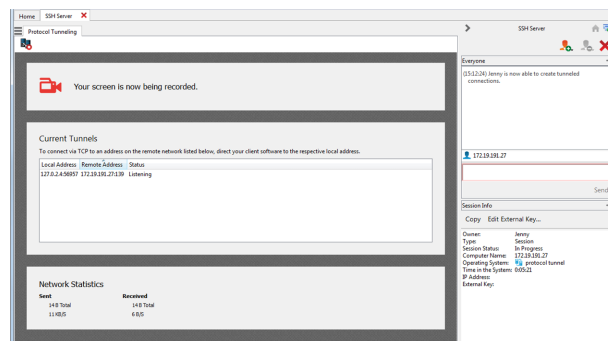 Home SSH Server
Protocol Tunneling
Your screen is now being recorded.
Current Tunnels
To connect via TCP to an address on the remote network listed below, direct your client software to the respective local address.
Local Address Remote Address Status
127.0.2.4:56957 172.19.191.27:139 Listening
Network Statistics
Sent Received
14 B Total 14 B Total
11 KB/S 6 B/S
SSH Server
Everyone
(15:12:24) Jenny is now able to create tunneled
connections.
172.19.191.27
Send
Session Info
Copy Edit External Key...
Owner: Jenny
Type: Session
Session Status: In Progress
Computer Name: 172.19.191.27
Operating System: protocol tunnel
Time in the System: 0:05:21
IP Address:
External Key: